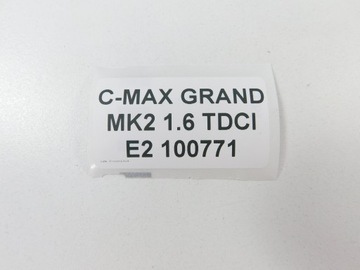 C-MAX GRAND
MK2 1.6 TDCI
E2 100771